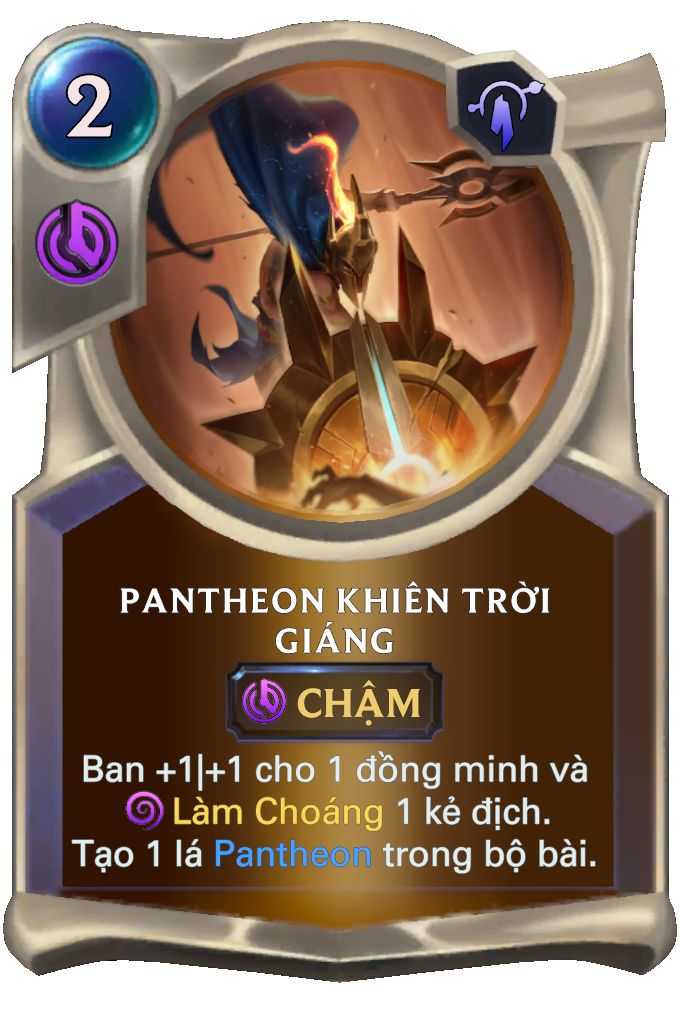 2
PANTHEON KHIÊN TRỜI
GIÁNG
CHẬM
Ban +1|+1 cho 1 đồng minh và
Làm Choáng 1 kẻ địch.
Tạo 1 lá Pantheon trong bộ bài.